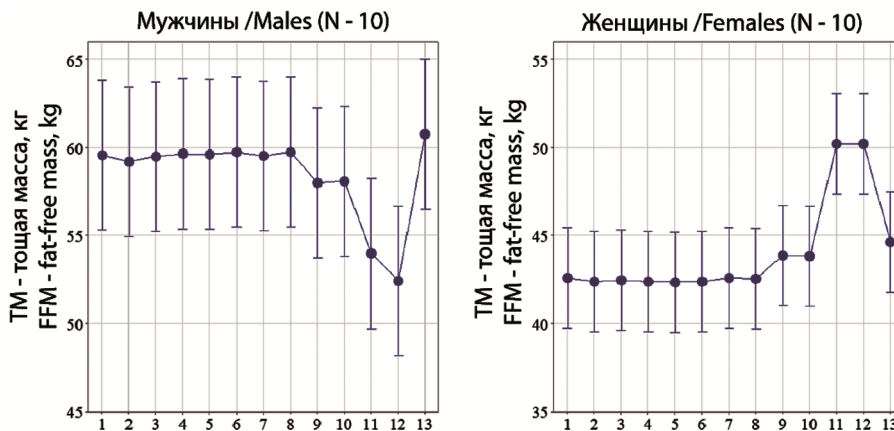 Мужчины /Males (N - 10)
ТМ - тощая масса, кг
FFM - fat-free mass, kg
65
60
55
50
45
1 2 3 4 5 6 7 8 9 10 11 12 13
Женщины /Females (N - 10)
ТМ - тощая масса, кг
FFM - fat-free mass, kg
55
50
45
40
35
1 2 3 4 5 6 7 8 9 10 11 12 13